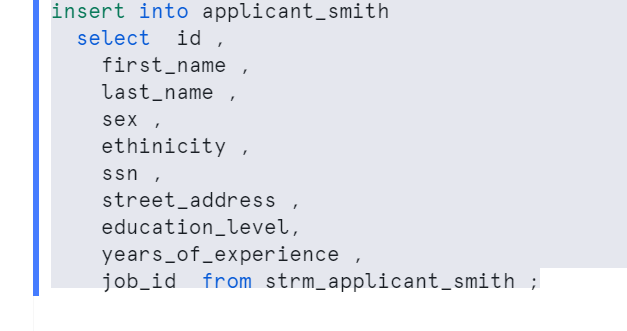 insert into applicant_smith
select  id ,
first_name ,
last_name ,
sex ,
ethinicity ,
ssn ,
street_address ,
education_level,
years_of_experience ,
job_id  from strm_applicant_smith ;